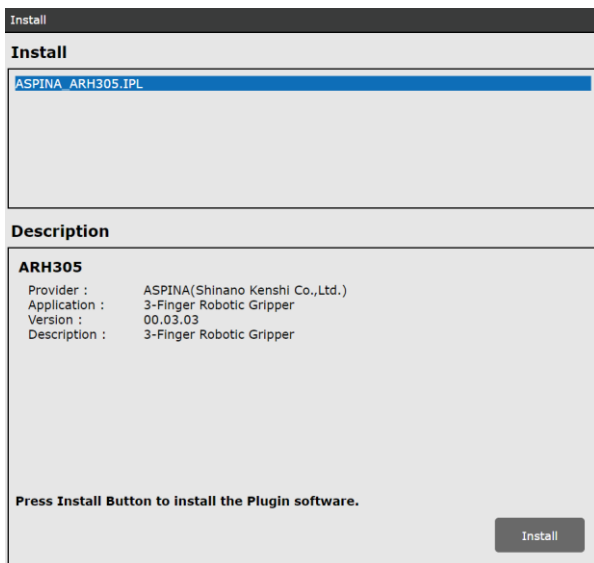 Install
Install
ASPINA_ARH305.IPL
Description
ARH305
Provider : ASPINA(Shinano Kenshi Co.,Ltd.)
Application : 3-Finger Robotic Gripper
Version : 00.03.03
Description : 3-Finger Robotic Gripper
Press Install Button to install the Plugin software.
Install